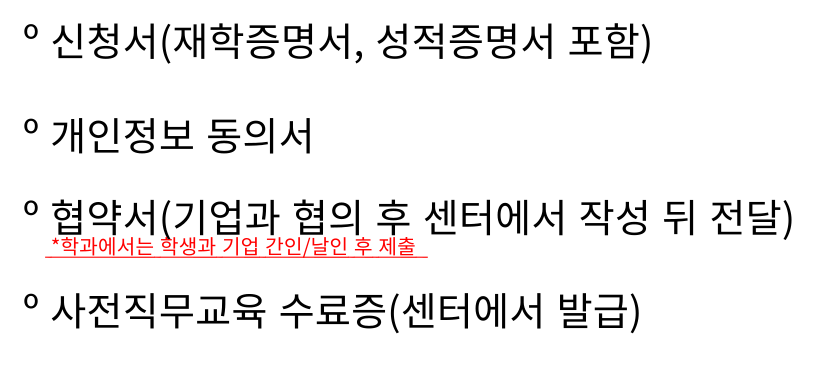 º 신청서(재학증명서, 성적증명서 포함)
º 개인정보 동의서
º 협약서(기업과 협의 후 센터에서 작성 뒤 전달)
*학과에서는 학생과 기업 간인/날인 후 제출
º 사전직무교육 수료증(센터에서 발급)